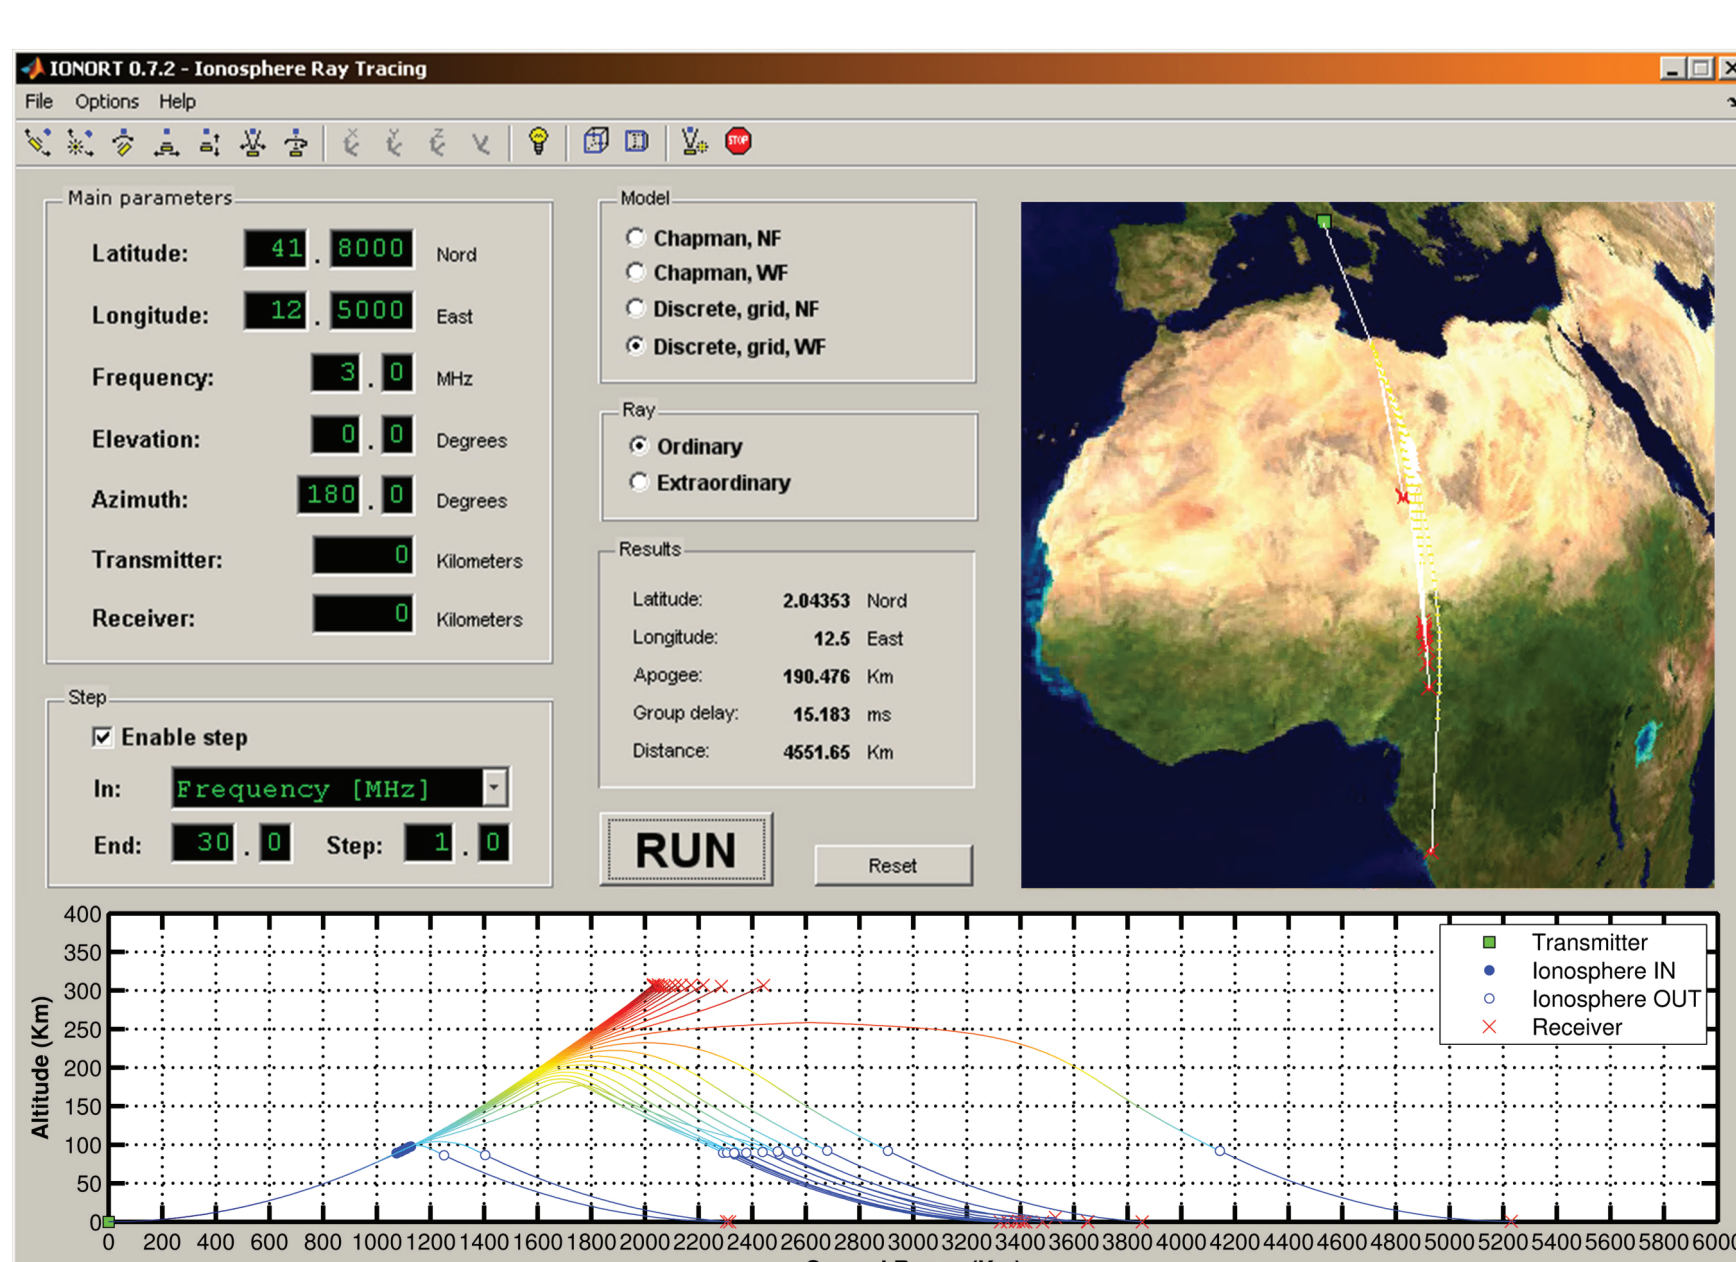 IONORT 0.7.2 - Ionosphere Ray Tracing
File Options Help
STOP
Main parameters
Latitude: 41 . 8000 Nord
Longitude: 12 . 5000 East
Frequency: 3 . 0 MHz
Elevation: 0 . 0 Degrees
Azimuth: 180 . 0 Degrees
Transmitter: 0 Kilometers
Receiver: 0 Kilometers
Step
Enable step
In: Frequency [MHz]
End: 30 . 0 Step: 1 . 0
Model
Chapman, NF
Chapman, WF
Discrete, grid, NF
Discrete, grid, WF
Ray
Ordinary
Extraordinary
Results
Latitude: 2.04353 Nord
Longitude: 12.5 East
Apogee: 190.476 Km
Group delay: 15.183 ms
Distance: 4551.65 Km
RUN
Reset
Altitude (Km)
400
350
300
250
200
150
100
50
0
Transmitter
Ionosphere IN
Ionosphere OUT
Receiver
0 200 400 600 800 1000 1200 1400 1600 1800 2000 2200 2400 2600 2800 3000 3200 3400 3600 3800 4000 4200 4400 4600 4800 5000 5200 5400 5600 5800 6000